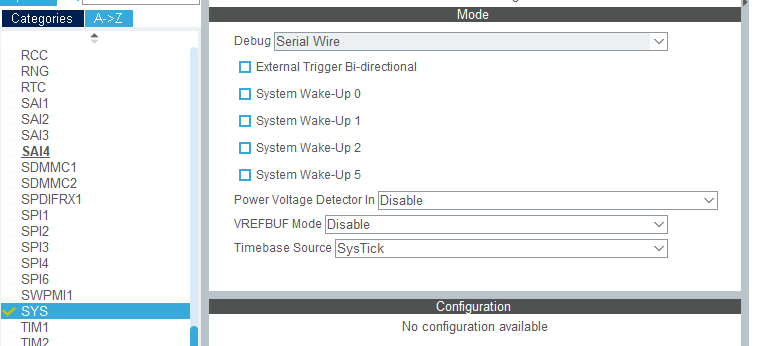 Categories
A->Z
RCC
RNG
RTC
SAI1
SAI2
SAI3
SAI4
SDMMC1
SDMMC2
SPDIFRX1
SPI1
SPI2
SPI3
SPI4
SPI6
SWPMI1
SYS
TIM1
TIM2
Mode
Debug Serial Wire
External Trigger Bi-directional
System Wake-Up 0
System Wake-Up 1
System Wake-Up 2
System Wake-Up 5
Power Voltage Detector In Disable
VREFBUF Mode Disable
Timebase Source SysTick
Configuration
No configuration available